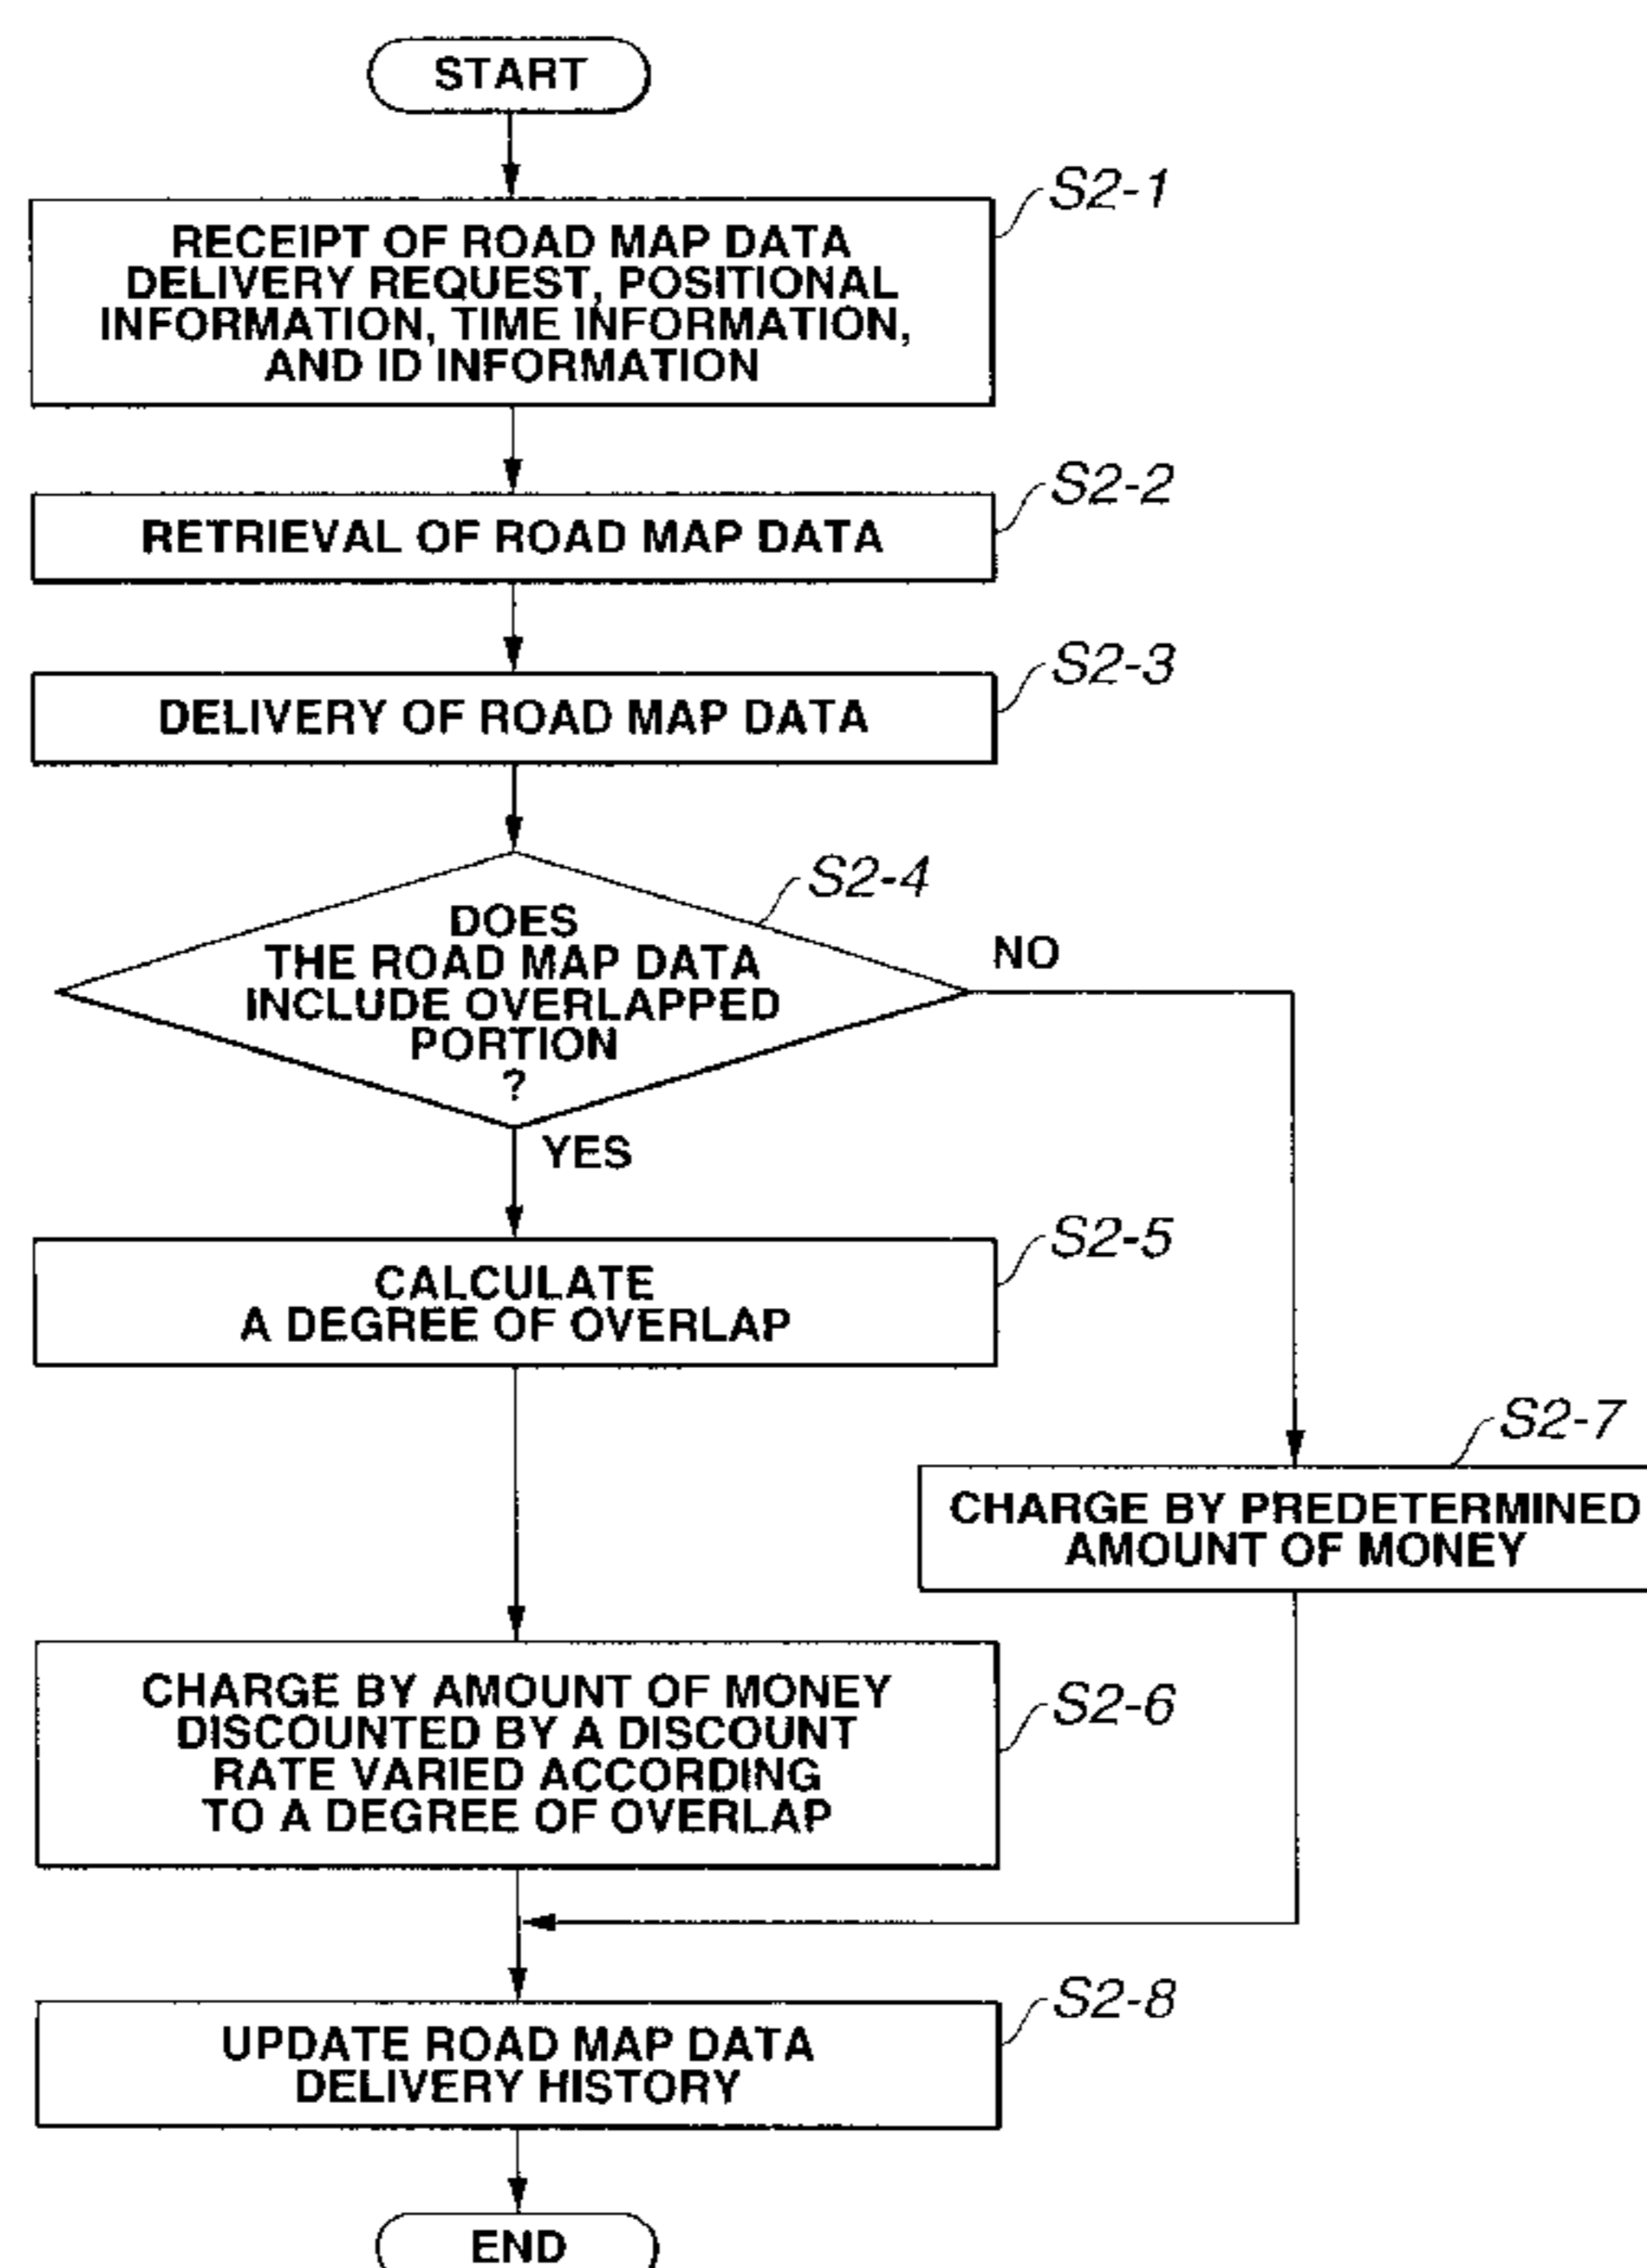 START
S2-1
RECEIPT OF ROAD MAP DATA
DELIVERY REQUEST, POSITIONAL
INFORMATION, TIME INFORMATION,
AND ID INFORMATION
S2-2
RETRIEVAL OF ROAD MAP DATA
S2-3
DELIVERY OF ROAD MAP DATA
S2-4
DOES
THE ROAD MAP DATA
INCLUDE OVERLAPPED
PORTION
?
NO
YES
S2-5
CALCULATE
A DEGREE OF OVERLAP
S2-7
CHARGE BY PREDETERMINED
AMOUNT OF MONEY
S2-6
CHARGE BY AMOUNT OF MONEY
DISCOUNTED BY A DISCOUNT
RATE VARIED ACCORDING
TO A DEGREE OF OVERLAP
S2-8
UPDATE ROAD MAP DATA
DELIVERY HISTORY
END